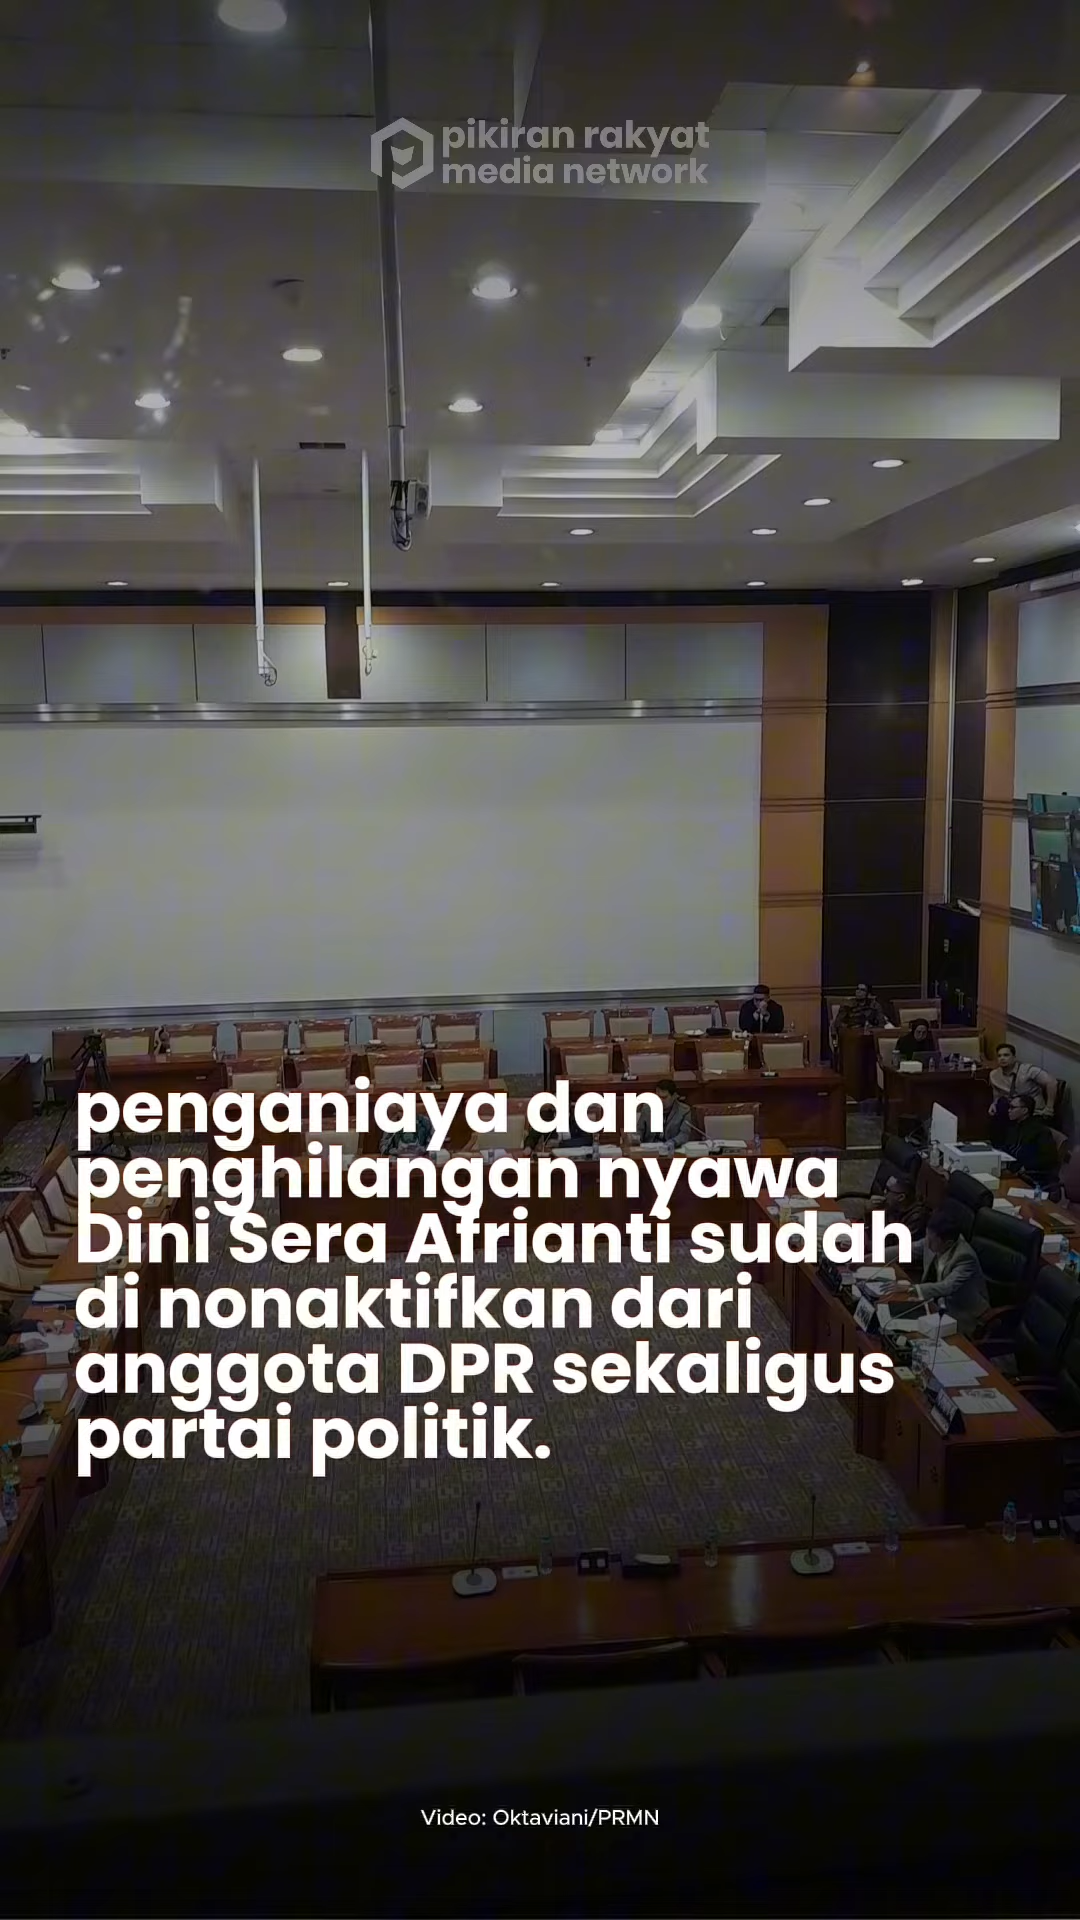 pikiran rakyat
media network
penganiaya dan
penghilangan nyawa
Dini Sera Afrianti sudah
di nonaktifkan dari
anggota DPR sekaligus
partai politik.
Video: Oktaviani/PRMN